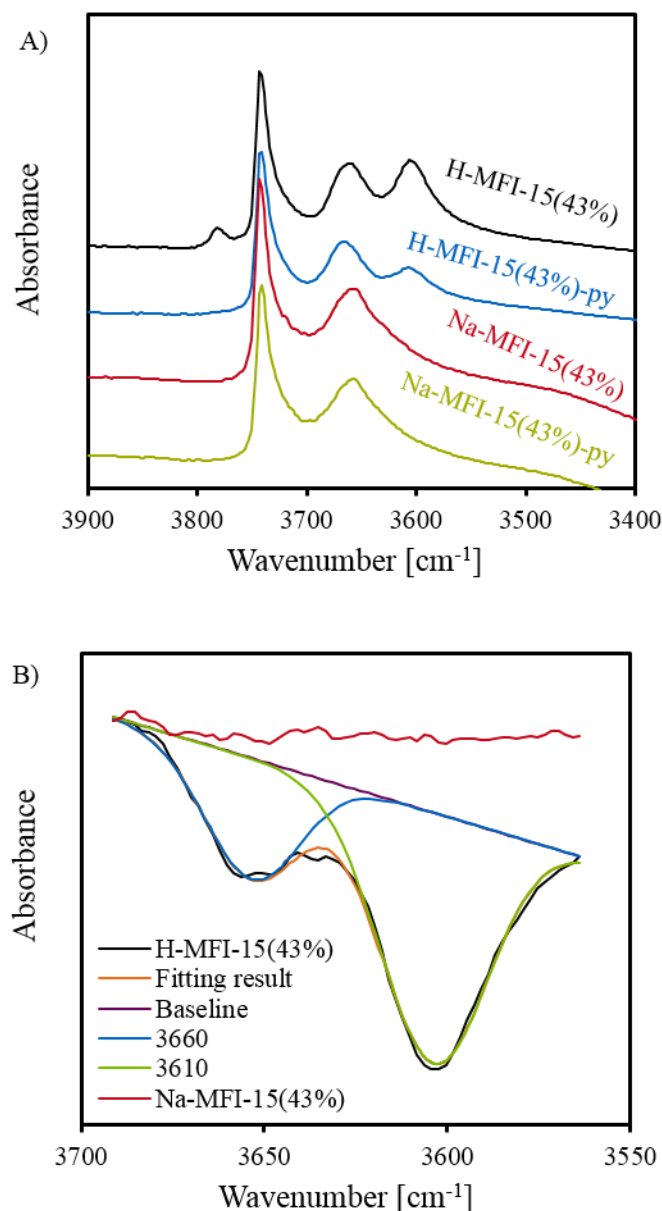 A)
H-MFI-15(43%)
H-MFI-15(43%)-py
Na-MFI-15(43%)
Na-MFI-15(43%)-py
Absorbance
3900 3800 3700 3600 3500 3400
Wavenumber [cm⁻¹]
B)
Absorbance
H-MFI-15(43%)
Fitting result
Baseline
3660
3610
Na-MFI-15(43%)
3700 3650 3600 3550
Wavenumber [cm⁻¹]